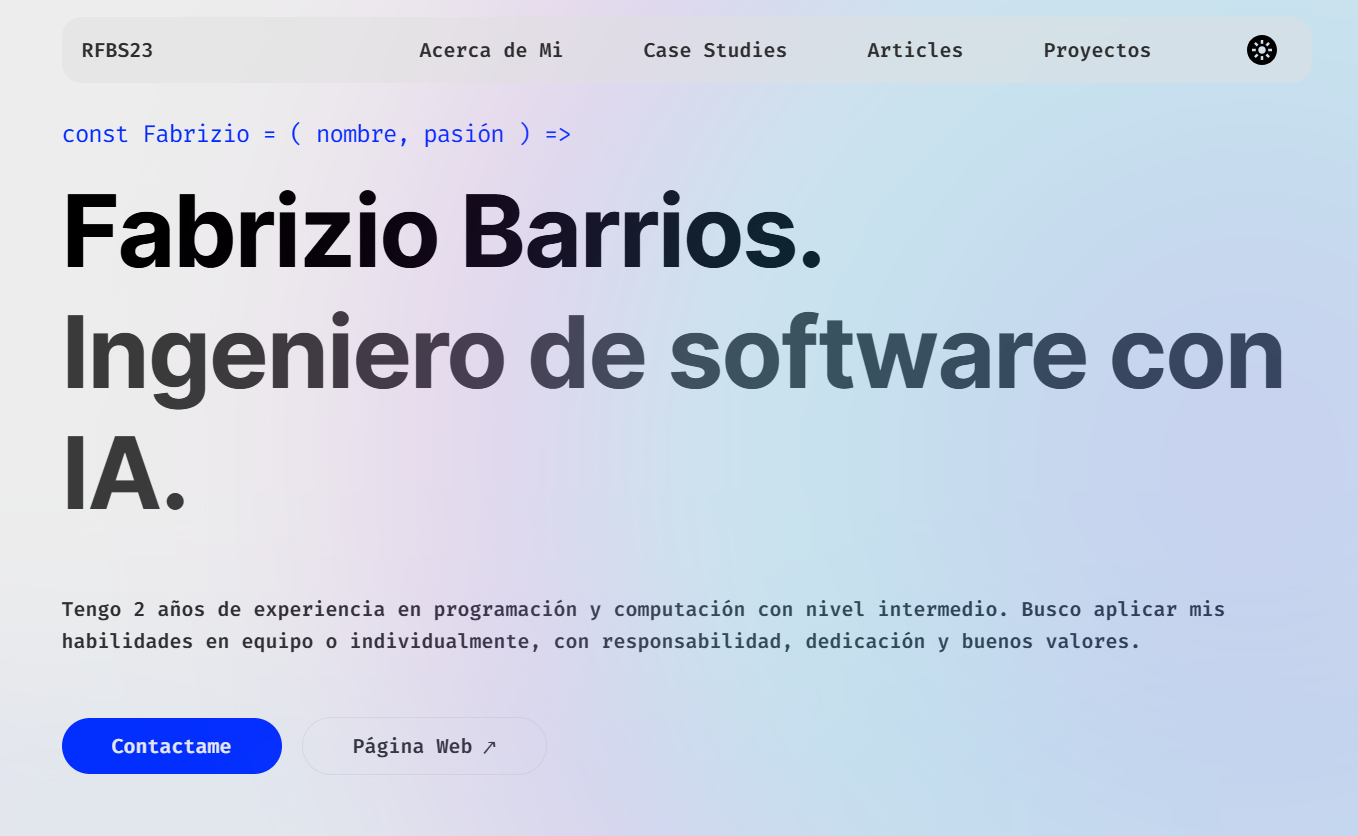 RFBS23 Acerca de Mi Case Studies Articles Proyectos
const Fabrizio = ( nombre, pasión ) =>
Fabrizio Barrios.
Ingeniero de software con
IA.
Tengo 2 años de experiencia en programación y computación con nivel intermedio. Busco aplicar mis
habilidades en equipo o individualmente, con responsabilidad, dedicación y buenos valores.
Contactame Página Web ↗